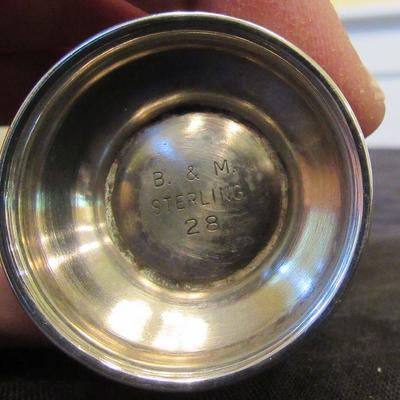 B. & M.
STERLING
28